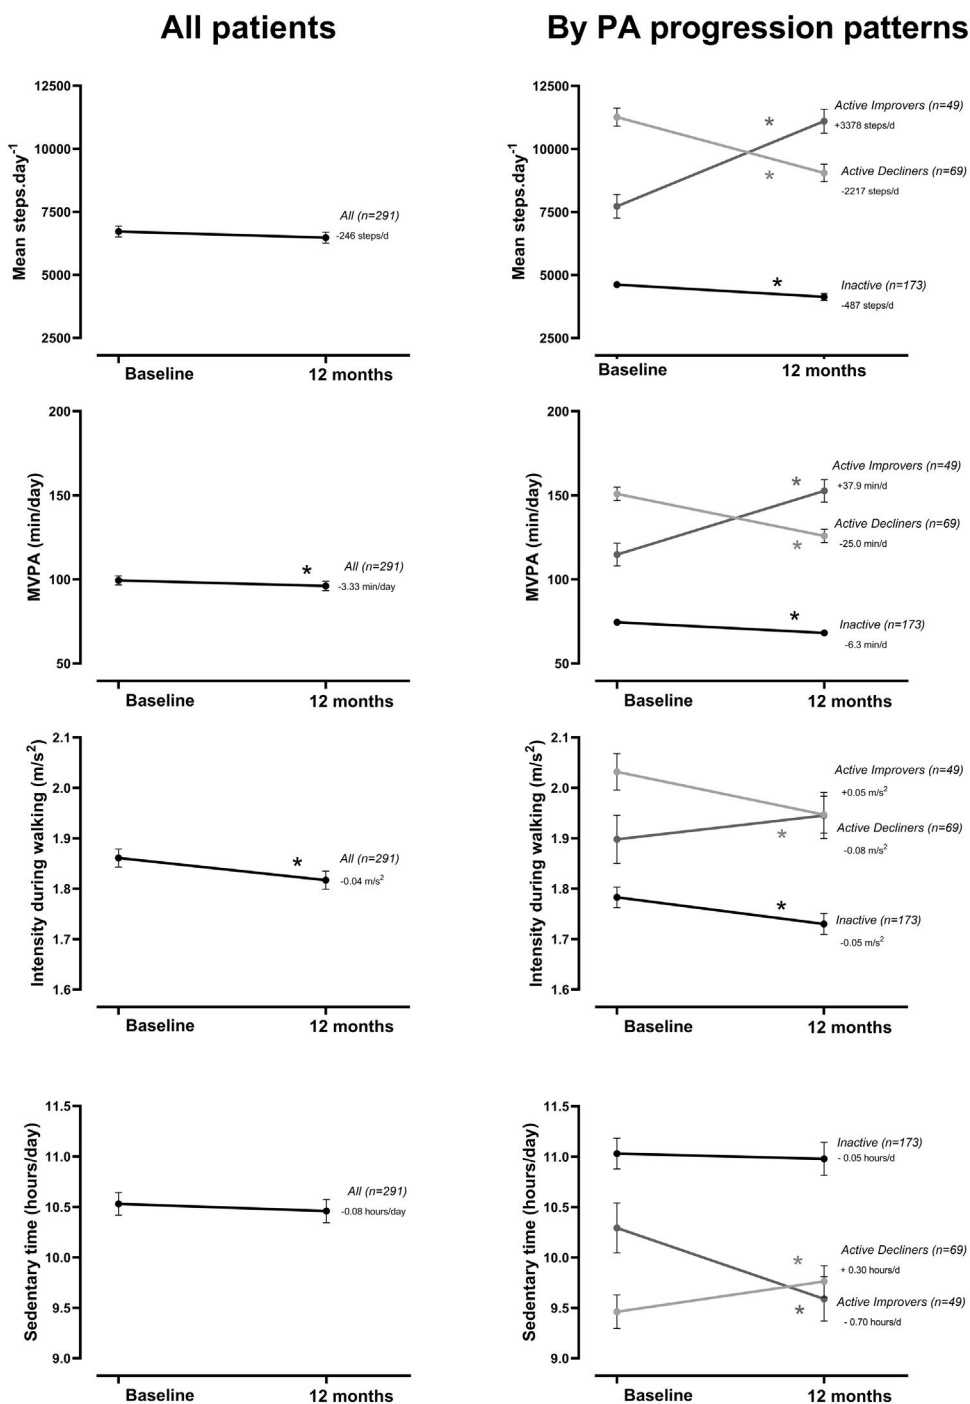 All patients
By PA progression patterns
Mean steps.day-1
12500
10000
7500
5000
2500
All (n=291)
-246 steps/d
Baseline
12 months
Mean steps.day-1
12500
10000
7500
5000
2500
*
*
*
Active Improvers (n=49)
+3378 steps/d
Active Decliners (n=69)
-2217 steps/d
Inactive (n=173)
-487 steps/d
Baseline
12 months
MVPA (min/day)
200
150
100
50
*
All (n=291)
-3.33 min/day
Baseline
12 months
MVPA (min/day)
200
150
100
50
*
*
*
Active Improvers (n=49)
+37.9 min/d
Active Decliners (n=69)
-25.0 min/d
Inactive (n=173)
-6.3 min/d
Baseline
12 months
Intensity during walking (m/s2)
2.1
2.0
1.9
1.8
1.7
1.6
*
All (n=291)
-0.04 m/s2
Baseline
12 months
Intensity during walking (m/s2)
2.1
2.0
1.9
1.8
1.7
1.6
*
*
Active Improvers (n=49)
+0.05 m/s2
Active Decliners (n=69)
-0.08 m/s2
Inactive (n=173)
-0.05 m/s2
Baseline
12 months
Sedentary time (hours/day)
11.5
11.0
10.5
10.0
9.5
9.0
All (n=291)
-0.08 hours/day
Baseline
12 months
Sedentary time (hours/day)
11.5
11.0
10.5
10.0
9.5
9.0
*
*
Inactive (n=173)
- 0.05 hours/d
Active Decliners (n=69)
+ 0.30 hours/d
Active Improvers (n=49)
- 0.70 hours/d
Baseline
12 months